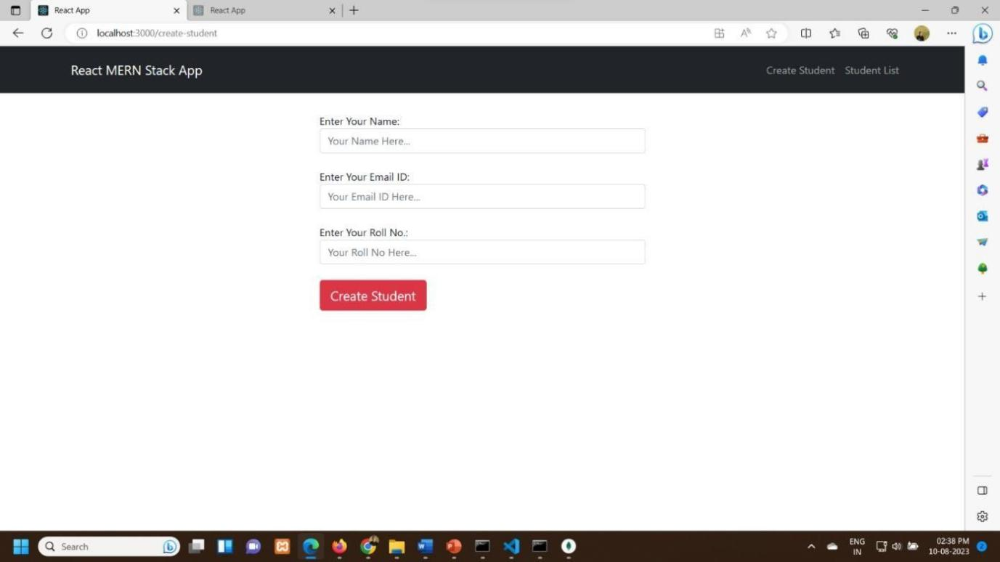 React App
React App
localhost:3000/create-student
React MERN Stack App
Create Student Student List
Enter Your Name:
Your Name Here...
Enter Your Email ID:
Your Email ID Here...
Enter Your Roll No.:
Your Roll No Here...
Create Student
Search
ENG
IN
02:38 PM
10-08-2023
2